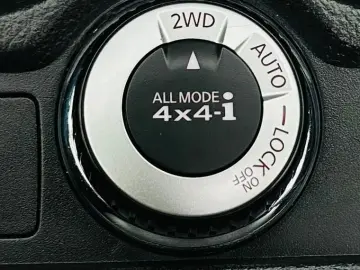 2WD
AUTO
LOCK
ON
OFF
ALL MODE
4x4-i